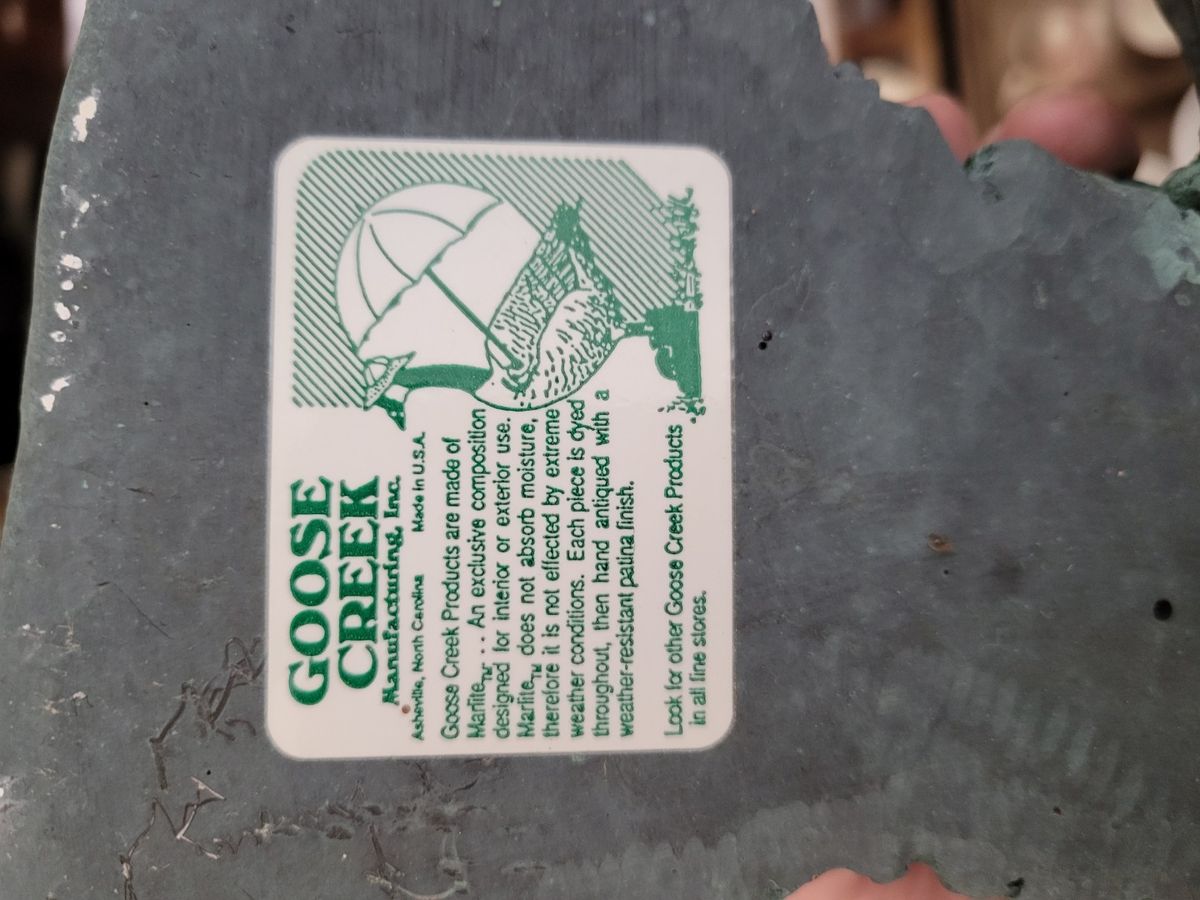 GOOSE
CREEK
Manufacturing, Inc.
Asheville, North Carolina Made in U.S.A.
Goose Creek Products are made of
Marlite™... An exclusive composition
designed for interior or exterior use.
Marlite™ does not absorb moisture,
therefore it is not effected by extreme
weather conditions. Each piece is dyed
throughout, then hand antiqued with a
weather-resistant patina finish.
Look for other Goose Creek Products
in all fine stores.